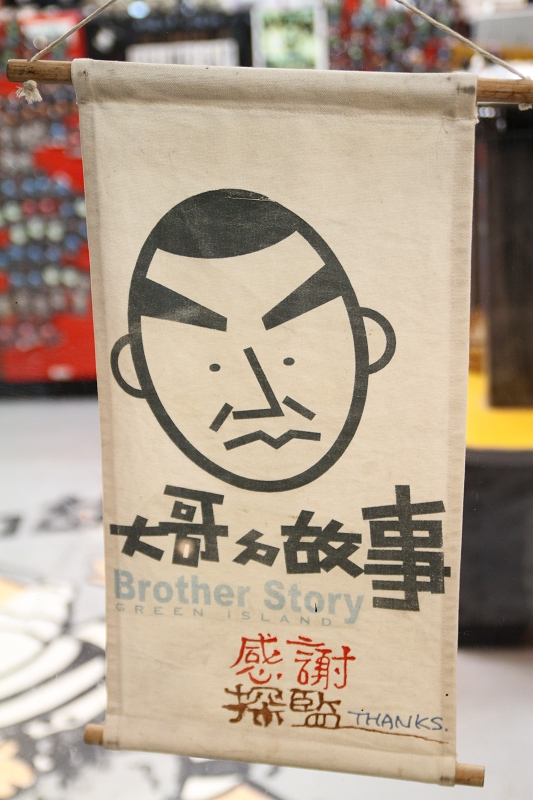 大哥ㄉ故事
Brother Story
GREEN ISLAND
感謝
探監 THANKS.